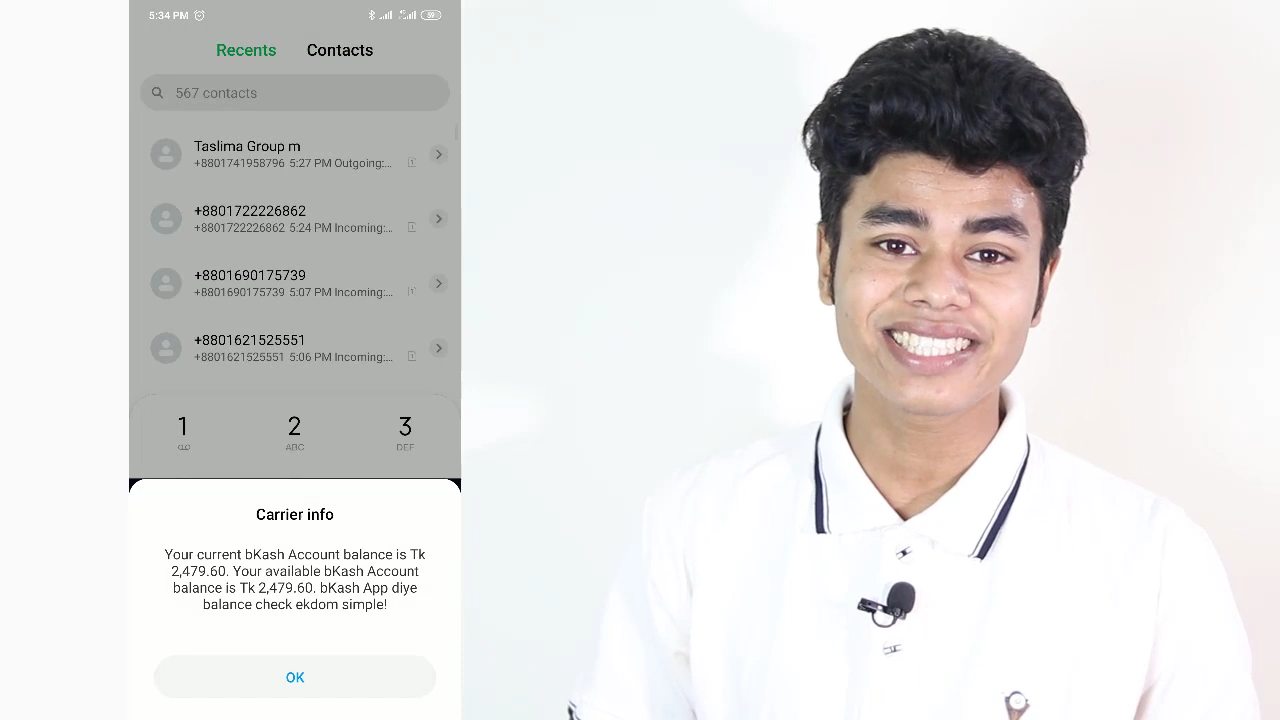 5:34 PM
59
Recents Contacts
567 contacts
Taslima Group m
+8801741958796 5:27 PM Outgoing:...
+8801722226862
+8801722226862 5:24 PM Incoming:...
+8801690175739
+8801690175739 5:07 PM Incoming:...
+8801621525551
+8801621525551 5:06 PM Incoming:...
1 2 3
ABC DEF
Carrier info
Your current bKash Account balance is Tk
2,479.60. Your available bKash Account
balance is Tk 2,479.60. bKash App diye
balance check ekdom simple!
OK